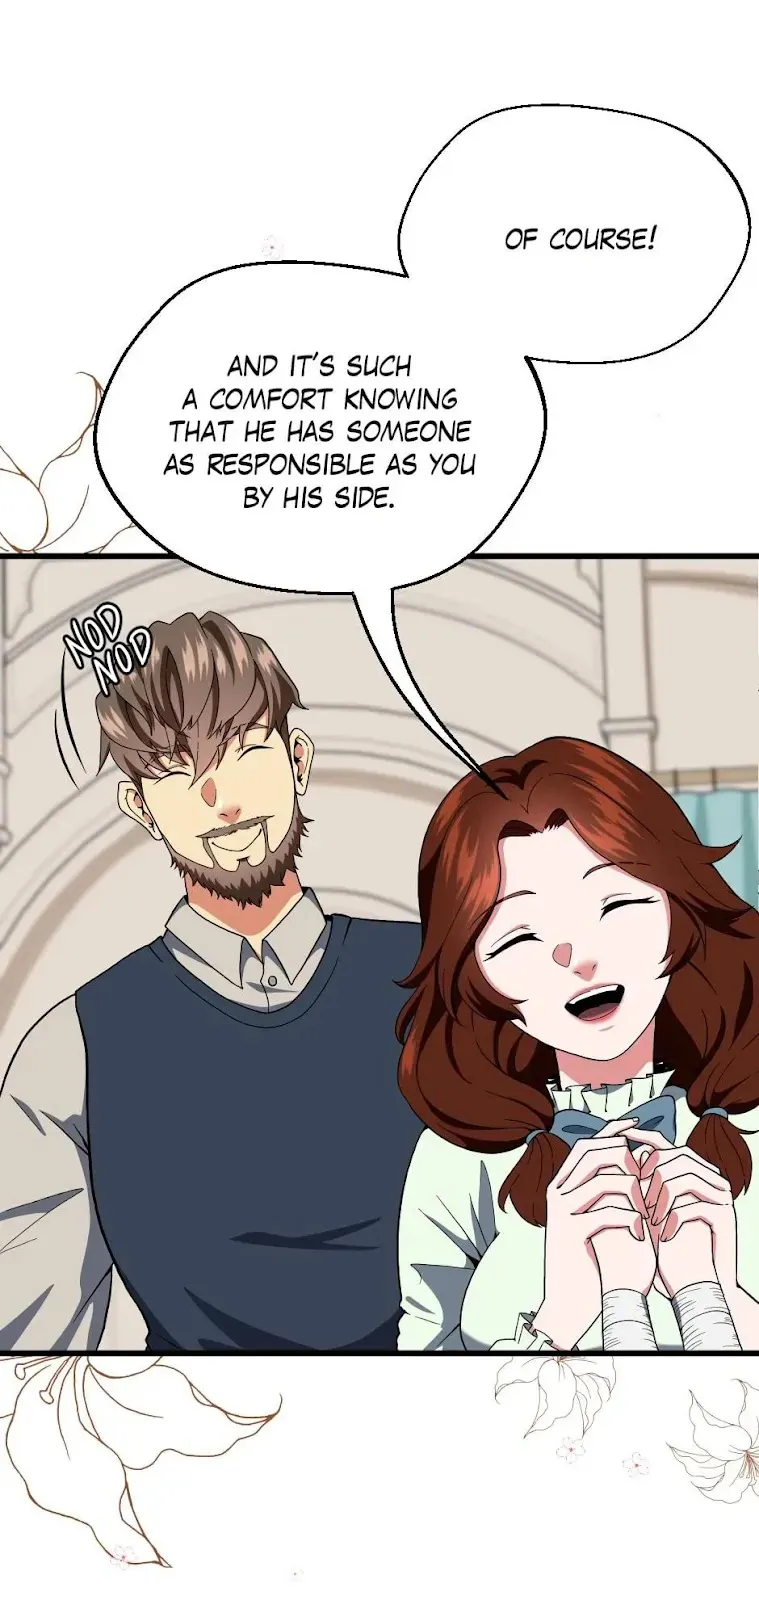 OF COURSE!
AND IT'S SUCH
A COMFORT KNOWING
THAT HE HAS SOMEONE
AS RESPONSIBLE AS YOU
BY HIS SIDE.
NOD
NOD